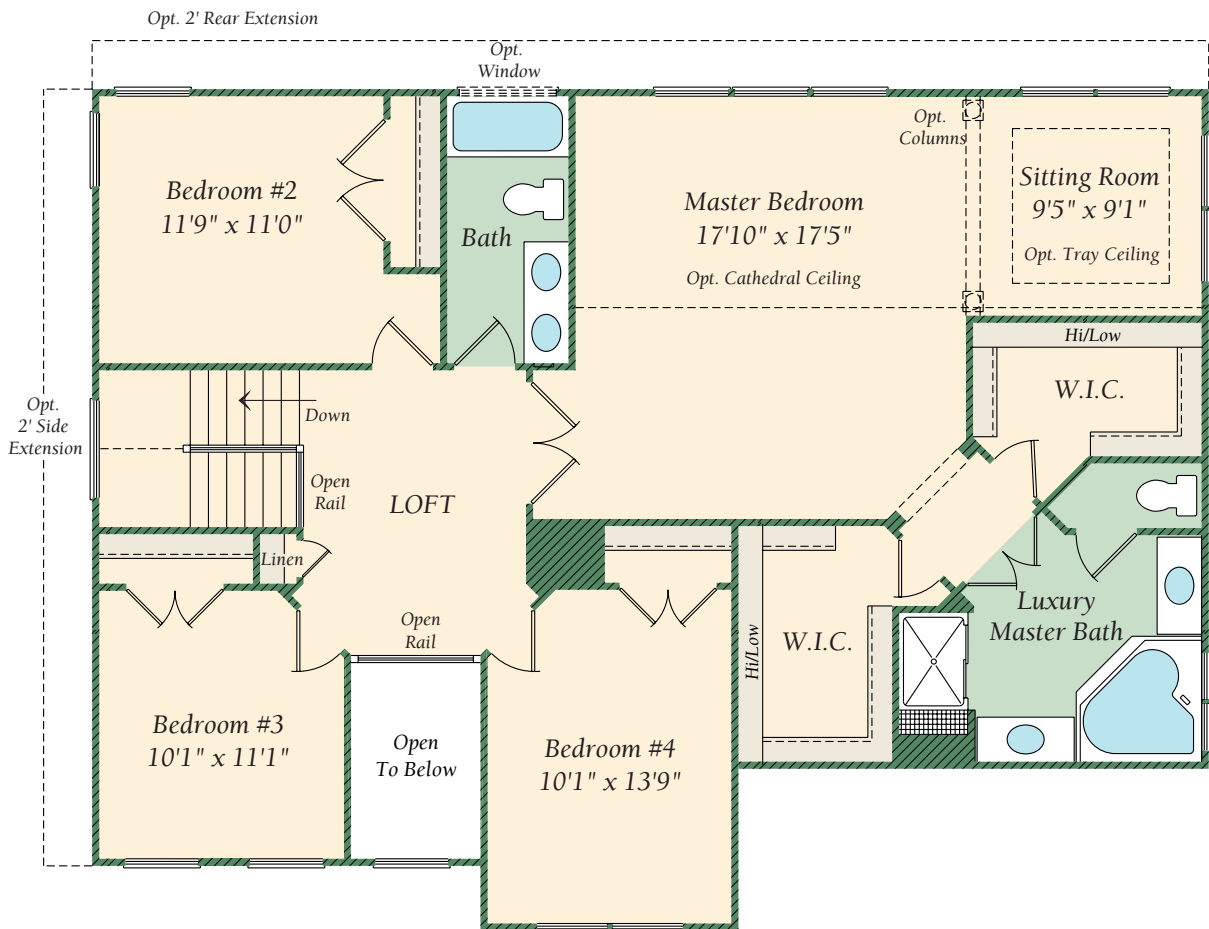 Opt. 2' Rear Extension
Opt.
Window
Opt.
Columns
Bedroom #2
11'9" x 11'0"
Bath
Master Bedroom
17'10" x 17'5"
Opt. Cathedral Ceiling
Sitting Room
9'5" x 9'1"
Opt. Tray Ceiling
Hi/Low
W.I.C.
Opt.
2' Side
Extension
Down
Open
Rail
LOFT
Linen
Open
Rail
Hi/Low
W.I.C.
Luxury
Master Bath
Bedroom #3
10'1" x 11'1"
Open
To Below
Bedroom #4
10'1" x 13'9"